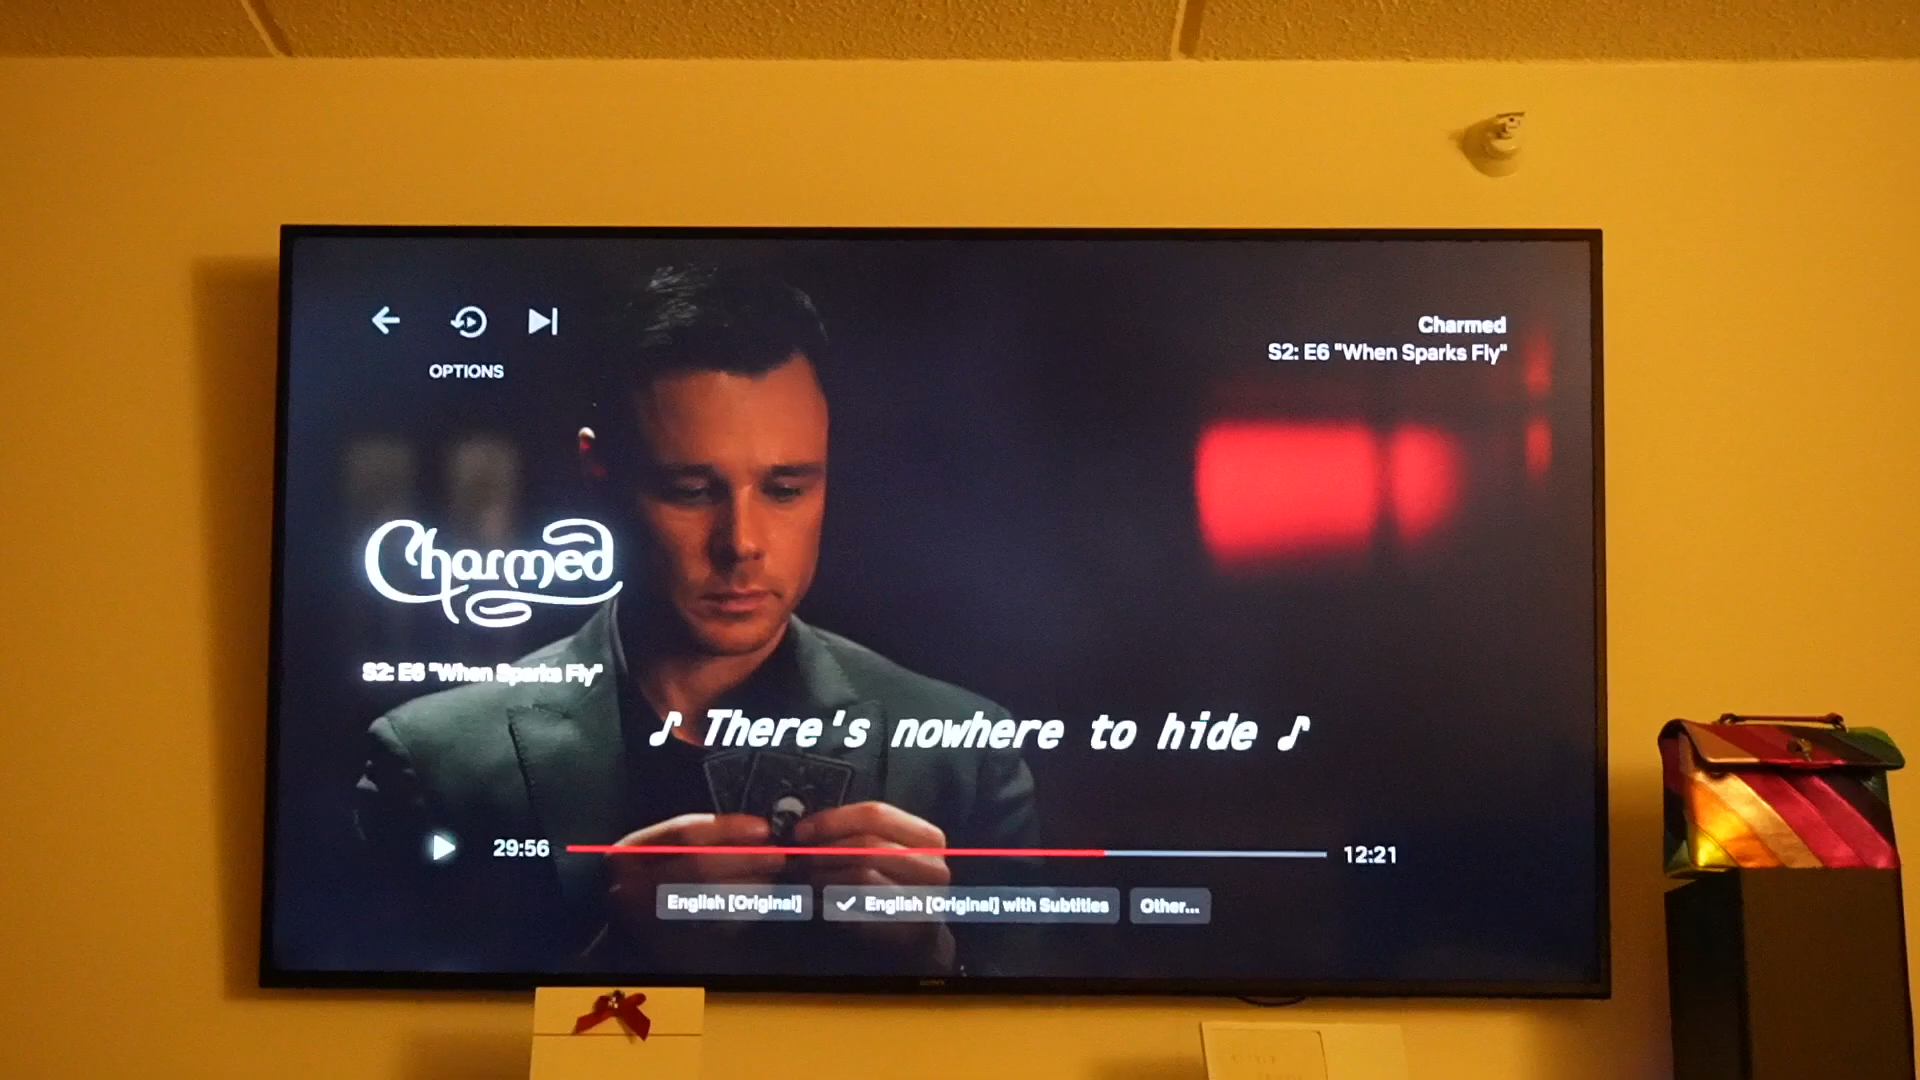 Charmed
S2: E6 "When Sparks Fly"
OPTIONS
Charmed
S2: E6 "When Sparks Fly"
♪ There's nowhere to hide ♪
29:56
12:21
English [Original]
English [Original] with Subtitles
Other...
SONY